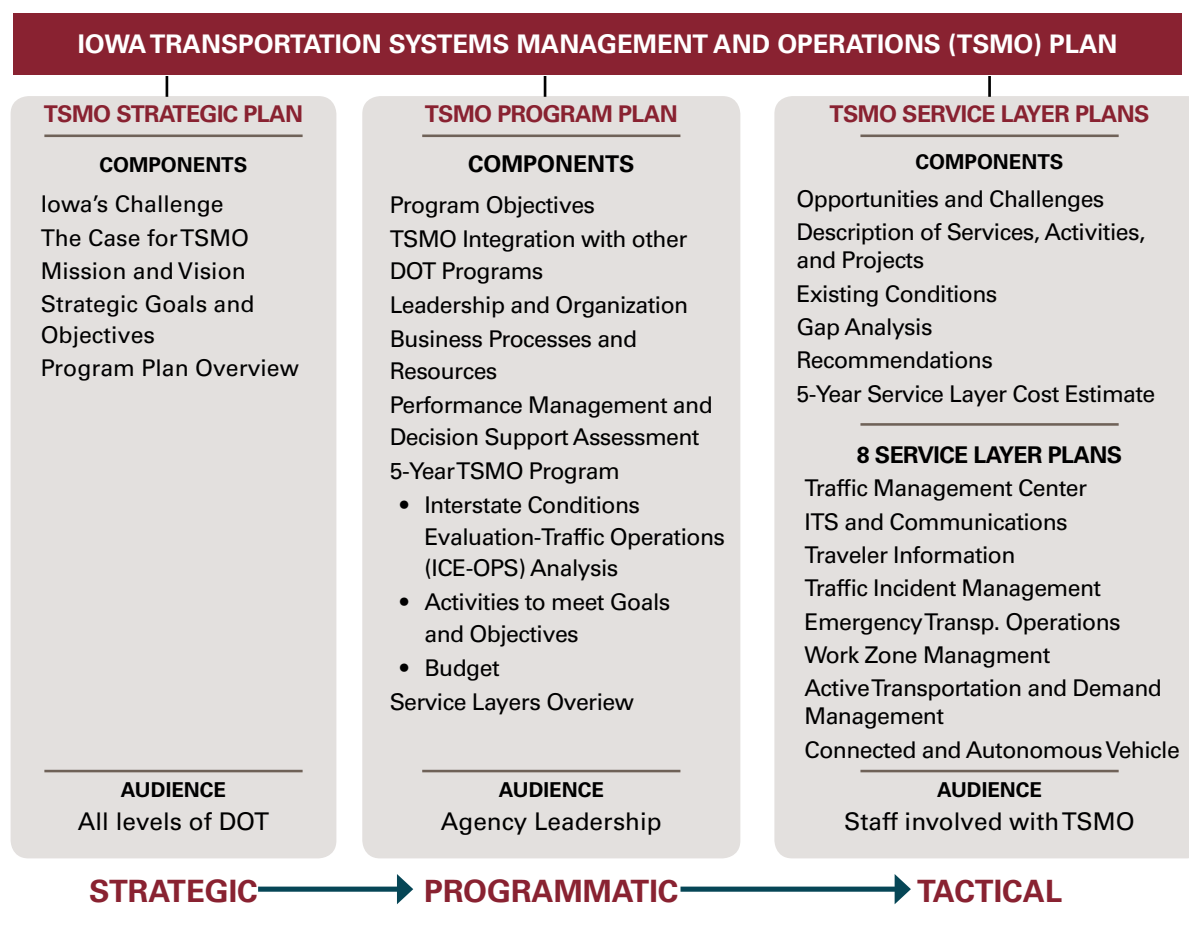 IOWA TRANSPORTATION SYSTEMS MANAGEMENT AND OPERATIONS (TSMO) PLAN
TSMO STRATEGIC PLAN
COMPONENTS
Iowa's Challenge
The Case for TSMO
Mission and Vision
Strategic Goals and
Objectives
Program Plan Overview
AUDIENCE
All levels of DOT
TSMO PROGRAM PLAN
COMPONENTS
Program Objectives
TSMO Integration with other
DOT Programs
Leadership and Organization
Business Processes and
Resources
Performance Management and
Decision Support Assessment
5-Year TSMO Program
• Interstate Conditions
Evaluation-Traffic Operations
(ICE-OPS) Analysis
• Activities to meet Goals
and Objectives
• Budget
Service Layers Overiew
AUDIENCE
Agency Leadership
TSMO SERVICE LAYER PLANS
COMPONENTS
Opportunities and Challenges
Description of Services, Activities,
and Projects
Existing Conditions
Gap Analysis
Recommendations
5-Year Service Layer Cost Estimate
8 SERVICE LAYER PLANS
Traffic Management Center
ITS and Communications
Traveler Information
Traffic Incident Management
Emergency Transp. Operations
Work Zone Managment
Active Transportation and Demand
Management
Connected and Autonomous Vehicle
AUDIENCE
Staff involved with TSMO
STRATEGIC
PROGRAMMATIC
TACTICAL